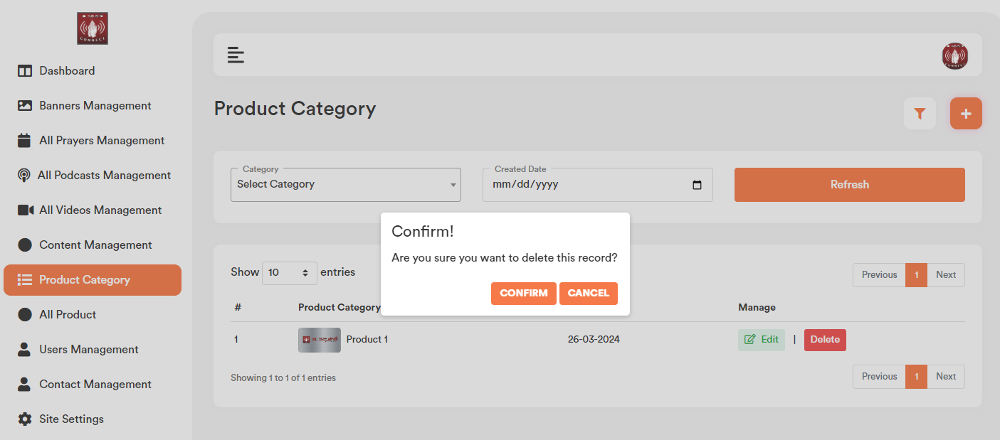 CONNECT
Dashboard
Banners Management
All Prayers Management
All Podcasts Management
All Videos Management
Content Management
Product Category
All Product
Users Management
Contact Management
Site Settings
Product Category
Category
Select Category
Created Date
mm/dd/yyyy
Refresh
Confirm!
Are you sure you want to delete this record?
CONFIRM CANCEL
Show 10 entries
Previous 1 Next
# Product Category Manage
1 Product 1 26-03-2024 Edit | Delete
Showing 1 to 1 of 1 entries
Previous 1 Next